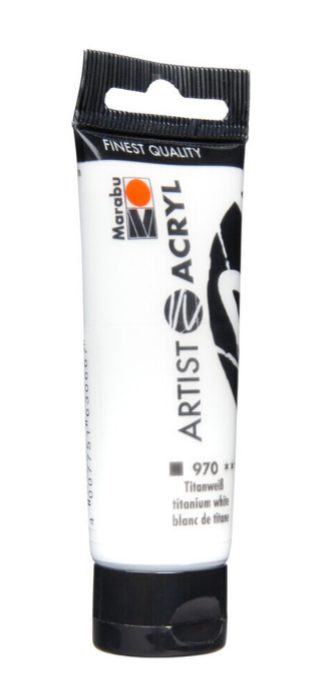 FINEST QUALITY
Marabu
ARTIST ACRYL
970 **
Titanweiß
titanium white
blanc de titane